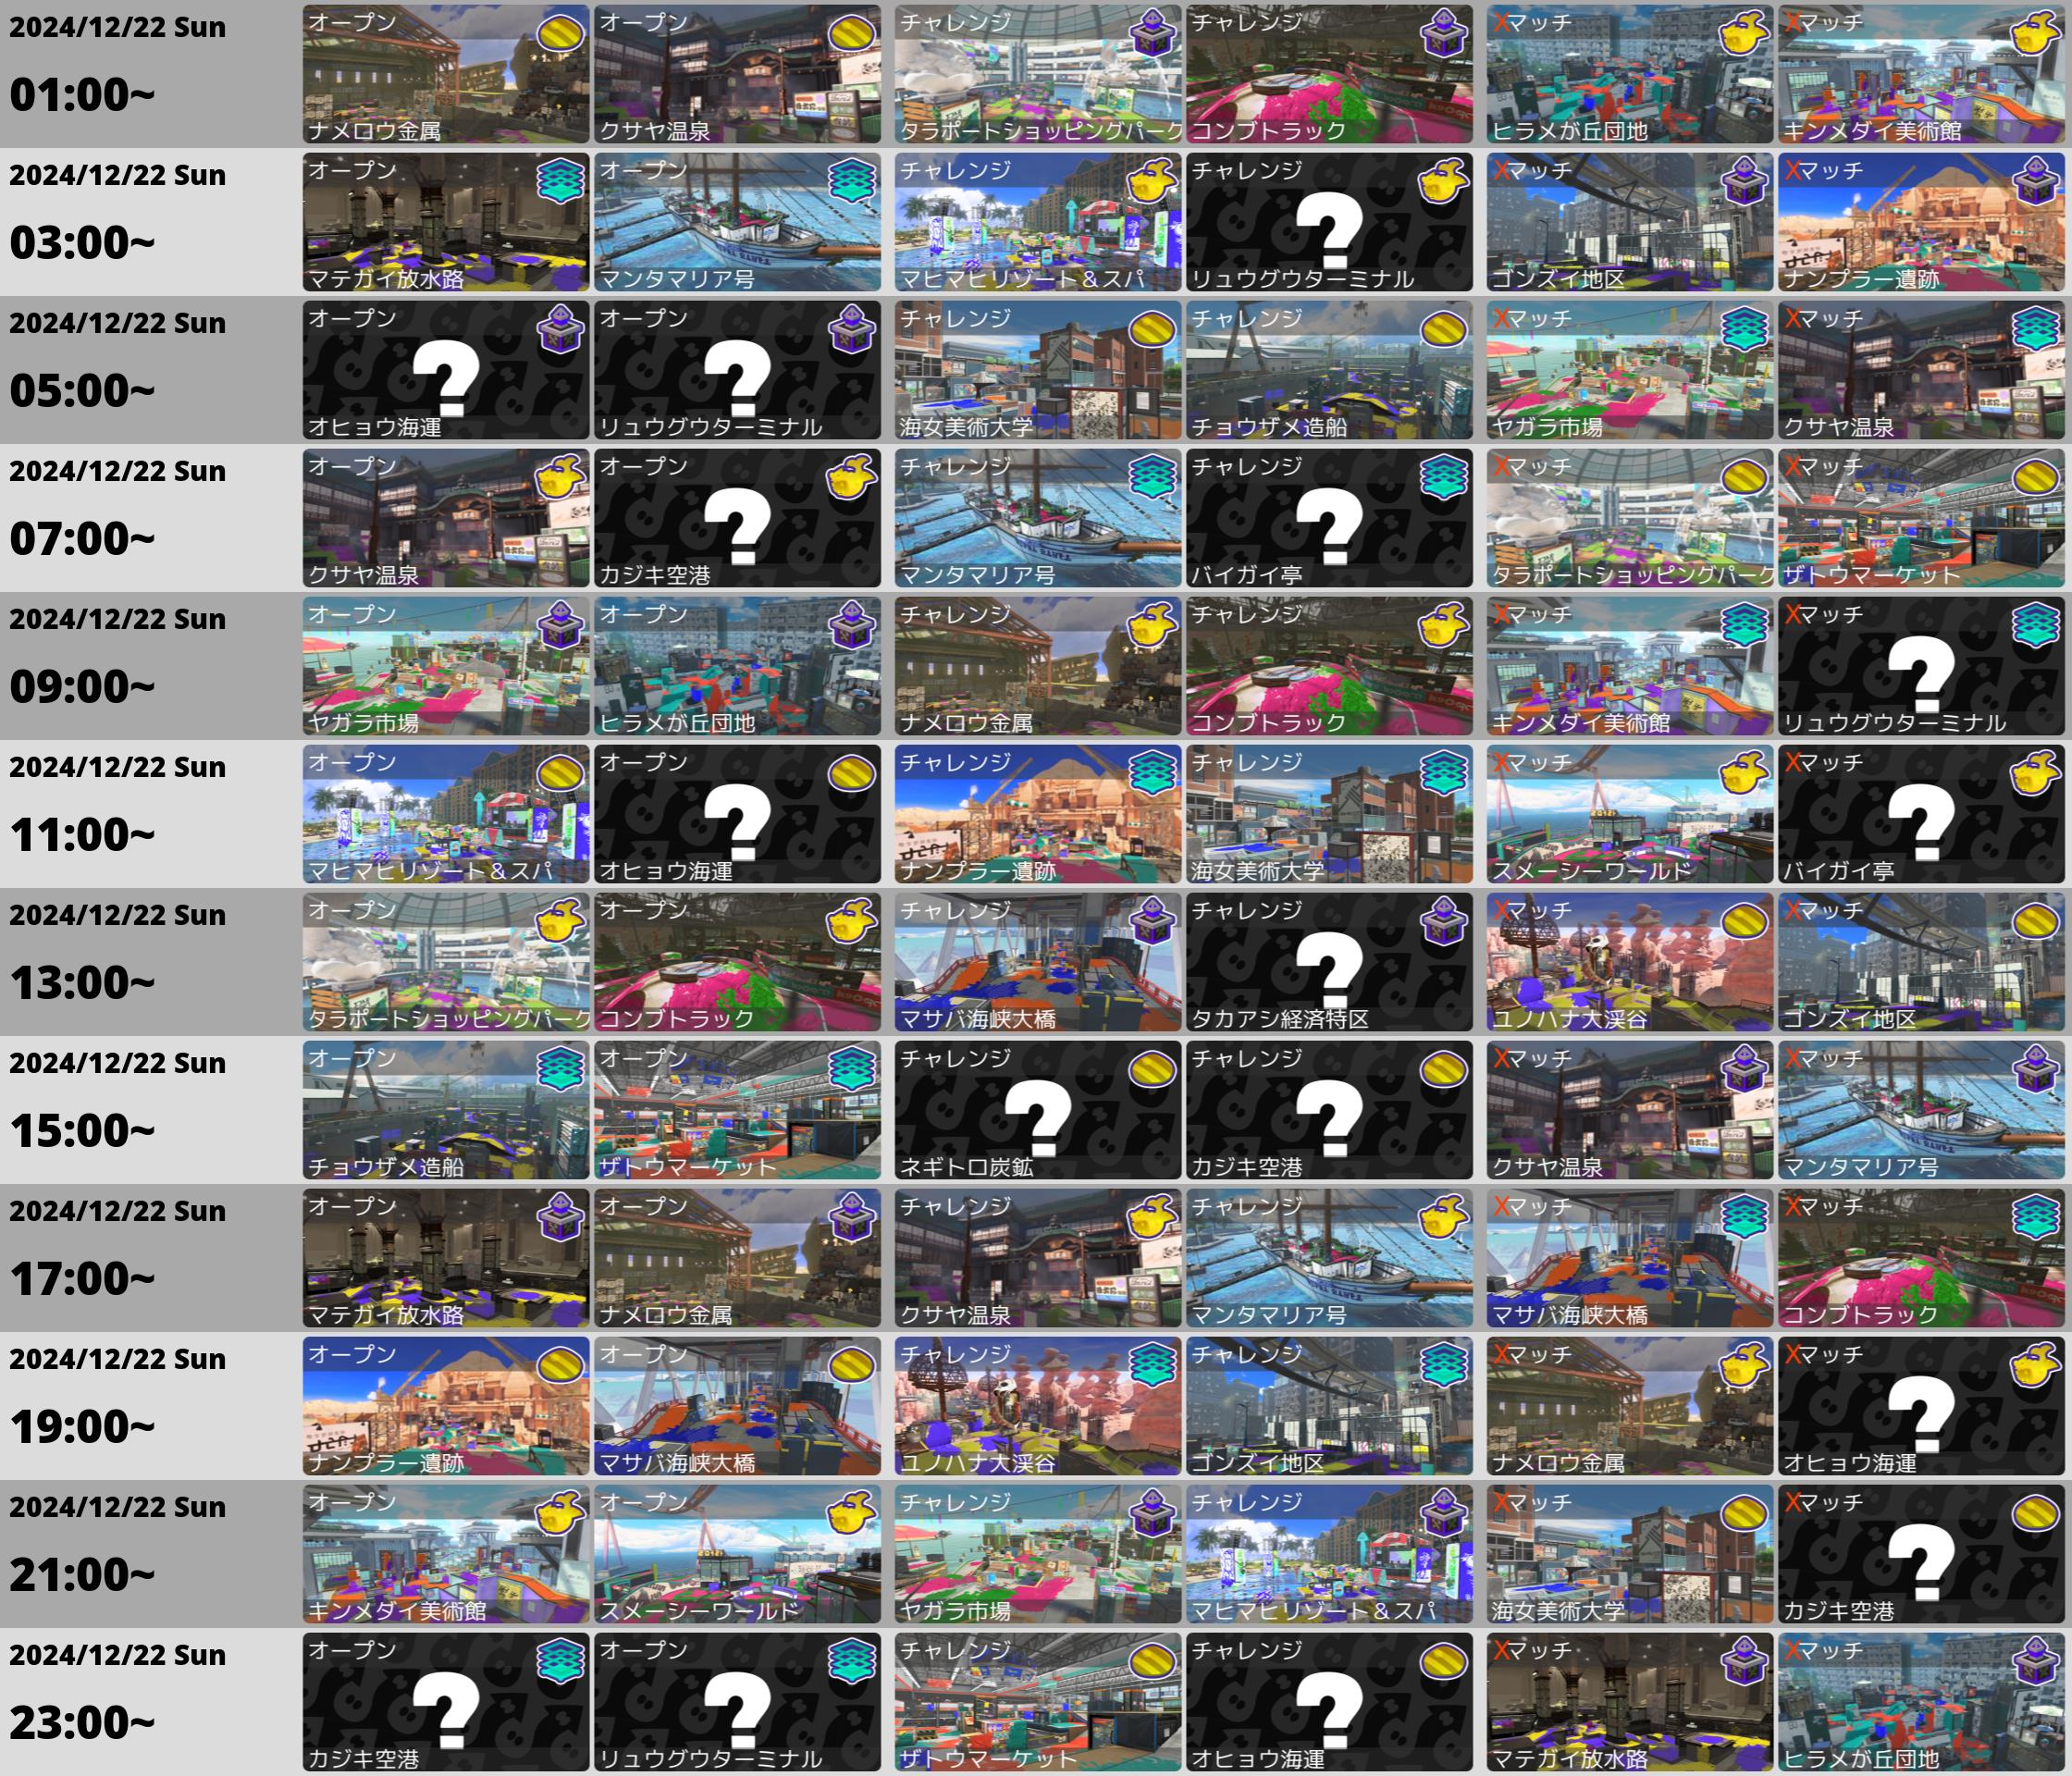 2024/12/22 Sun
01:00~
オープン
ナメロウ金属
オープン
クサヤ温泉
チャレンジ
タラポートショッピングパーク
チャレンジ
コンブトラック
Xマッチ
ヒラメが丘団地
Xマッチ
キンメダイ美術館
2024/12/22 Sun
03:00~
オープン
マテガイ放水路
オープン
マンタマリア号
チャレンジ
マヒマヒリゾート＆スパ
チャレンジ
?
リュウグウターミナル
Xマッチ
ゴンズイ地区
Xマッチ
ナンプラー遺跡
2024/12/22 Sun
05:00~
オープン
?
オヒョウ海運
オープン
?
リュウグウターミナル
チャレンジ
海女美術大学
チャレンジ
チョウザメ造船
Xマッチ
ヤガラ市場
Xマッチ
クサヤ温泉
2024/12/22 Sun
07:00~
オープン
クサヤ温泉
オープン
?
カジキ空港
チャレンジ
マンタマリア号
チャレンジ
?
バイガイ亭
Xマッチ
タラポートショッピングパーク
Xマッチ
ザトウマーケット
2024/12/22 Sun
09:00~
オープン
ヤガラ市場
オープン
ヒラメが丘団地
チャレンジ
ナメロウ金属
チャレンジ
コンブトラック
Xマッチ
キンメダイ美術館
Xマッチ
?
リュウグウターミナル
2024/12/22 Sun
11:00~
オープン
マヒマヒリゾート＆スパ
オープン
?
オヒョウ海運
チャレンジ
ナンプラー遺跡
チャレンジ
海女美術大学
Xマッチ
スメーシーワールド
Xマッチ
?
バイガイ亭
2024/12/22 Sun
13:00~
オープン
タラポートショッピングパーク
オープン
コンブトラック
チャレンジ
マサバ海峡大橋
チャレンジ
?
タカアシ経済特区
Xマッチ
ユノハナ大渓谷
Xマッチ
ゴンズイ地区
2024/12/22 Sun
15:00~
オープン
チョウザメ造船
オープン
ザトウマーケット
チャレンジ
?
ネギトロ炭鉱
チャレンジ
?
カジキ空港
Xマッチ
クサヤ温泉
Xマッチ
マンタマリア号
2024/12/22 Sun
17:00~
オープン
マテガイ放水路
オープン
ナメロウ金属
チャレンジ
クサヤ温泉
チャレンジ
マンタマリア号
Xマッチ
マサバ海峡大橋
Xマッチ
コンブトラック
2024/12/22 Sun
19:00~
オープン
ナンプラー遺跡
オープン
マサバ海峡大橋
チャレンジ
ユノハナ大渓谷
チャレンジ
ゴンズイ地区
Xマッチ
ナメロウ金属
Xマッチ
?
オヒョウ海運
2024/12/22 Sun
21:00~
オープン
キンメダイ美術館
オープン
スメーシーワールド
チャレンジ
ヤガラ市場
チャレンジ
マヒマヒリゾート＆スパ
Xマッチ
海女美術大学
Xマッチ
?
カジキ空港
2024/12/22 Sun
23:00~
オープン
?
カジキ空港
オープン
?
リュウグウターミナル
チャレンジ
ザトウマーケット
チャレンジ
?
オヒョウ海運
Xマッチ
マテガイ放水路
Xマッチ
ヒラメが丘団地